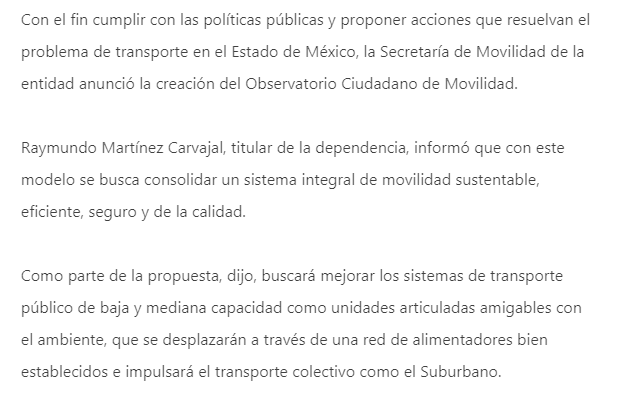 Con el fin cumplir con las políticas públicas y proponer acciones que resuelvan el
problema de transporte en el Estado de México, la Secretaría de Movilidad de la
entidad anunció la creación del Observatorio Ciudadano de Movilidad.
Raymundo Martínez Carvajal, titular de la dependencia, informó que con este
modelo se busca consolidar un sistema integral de movilidad sustentable,
eficiente, seguro y de la calidad.
Como parte de la propuesta, dijo, buscará mejorar los sistemas de transporte
público de baja y mediana capacidad como unidades articuladas amigables con
el ambiente, que se desplazarán a través de una red de alimentadores bien
establecidos e impulsará el transporte colectivo como el Suburbano.